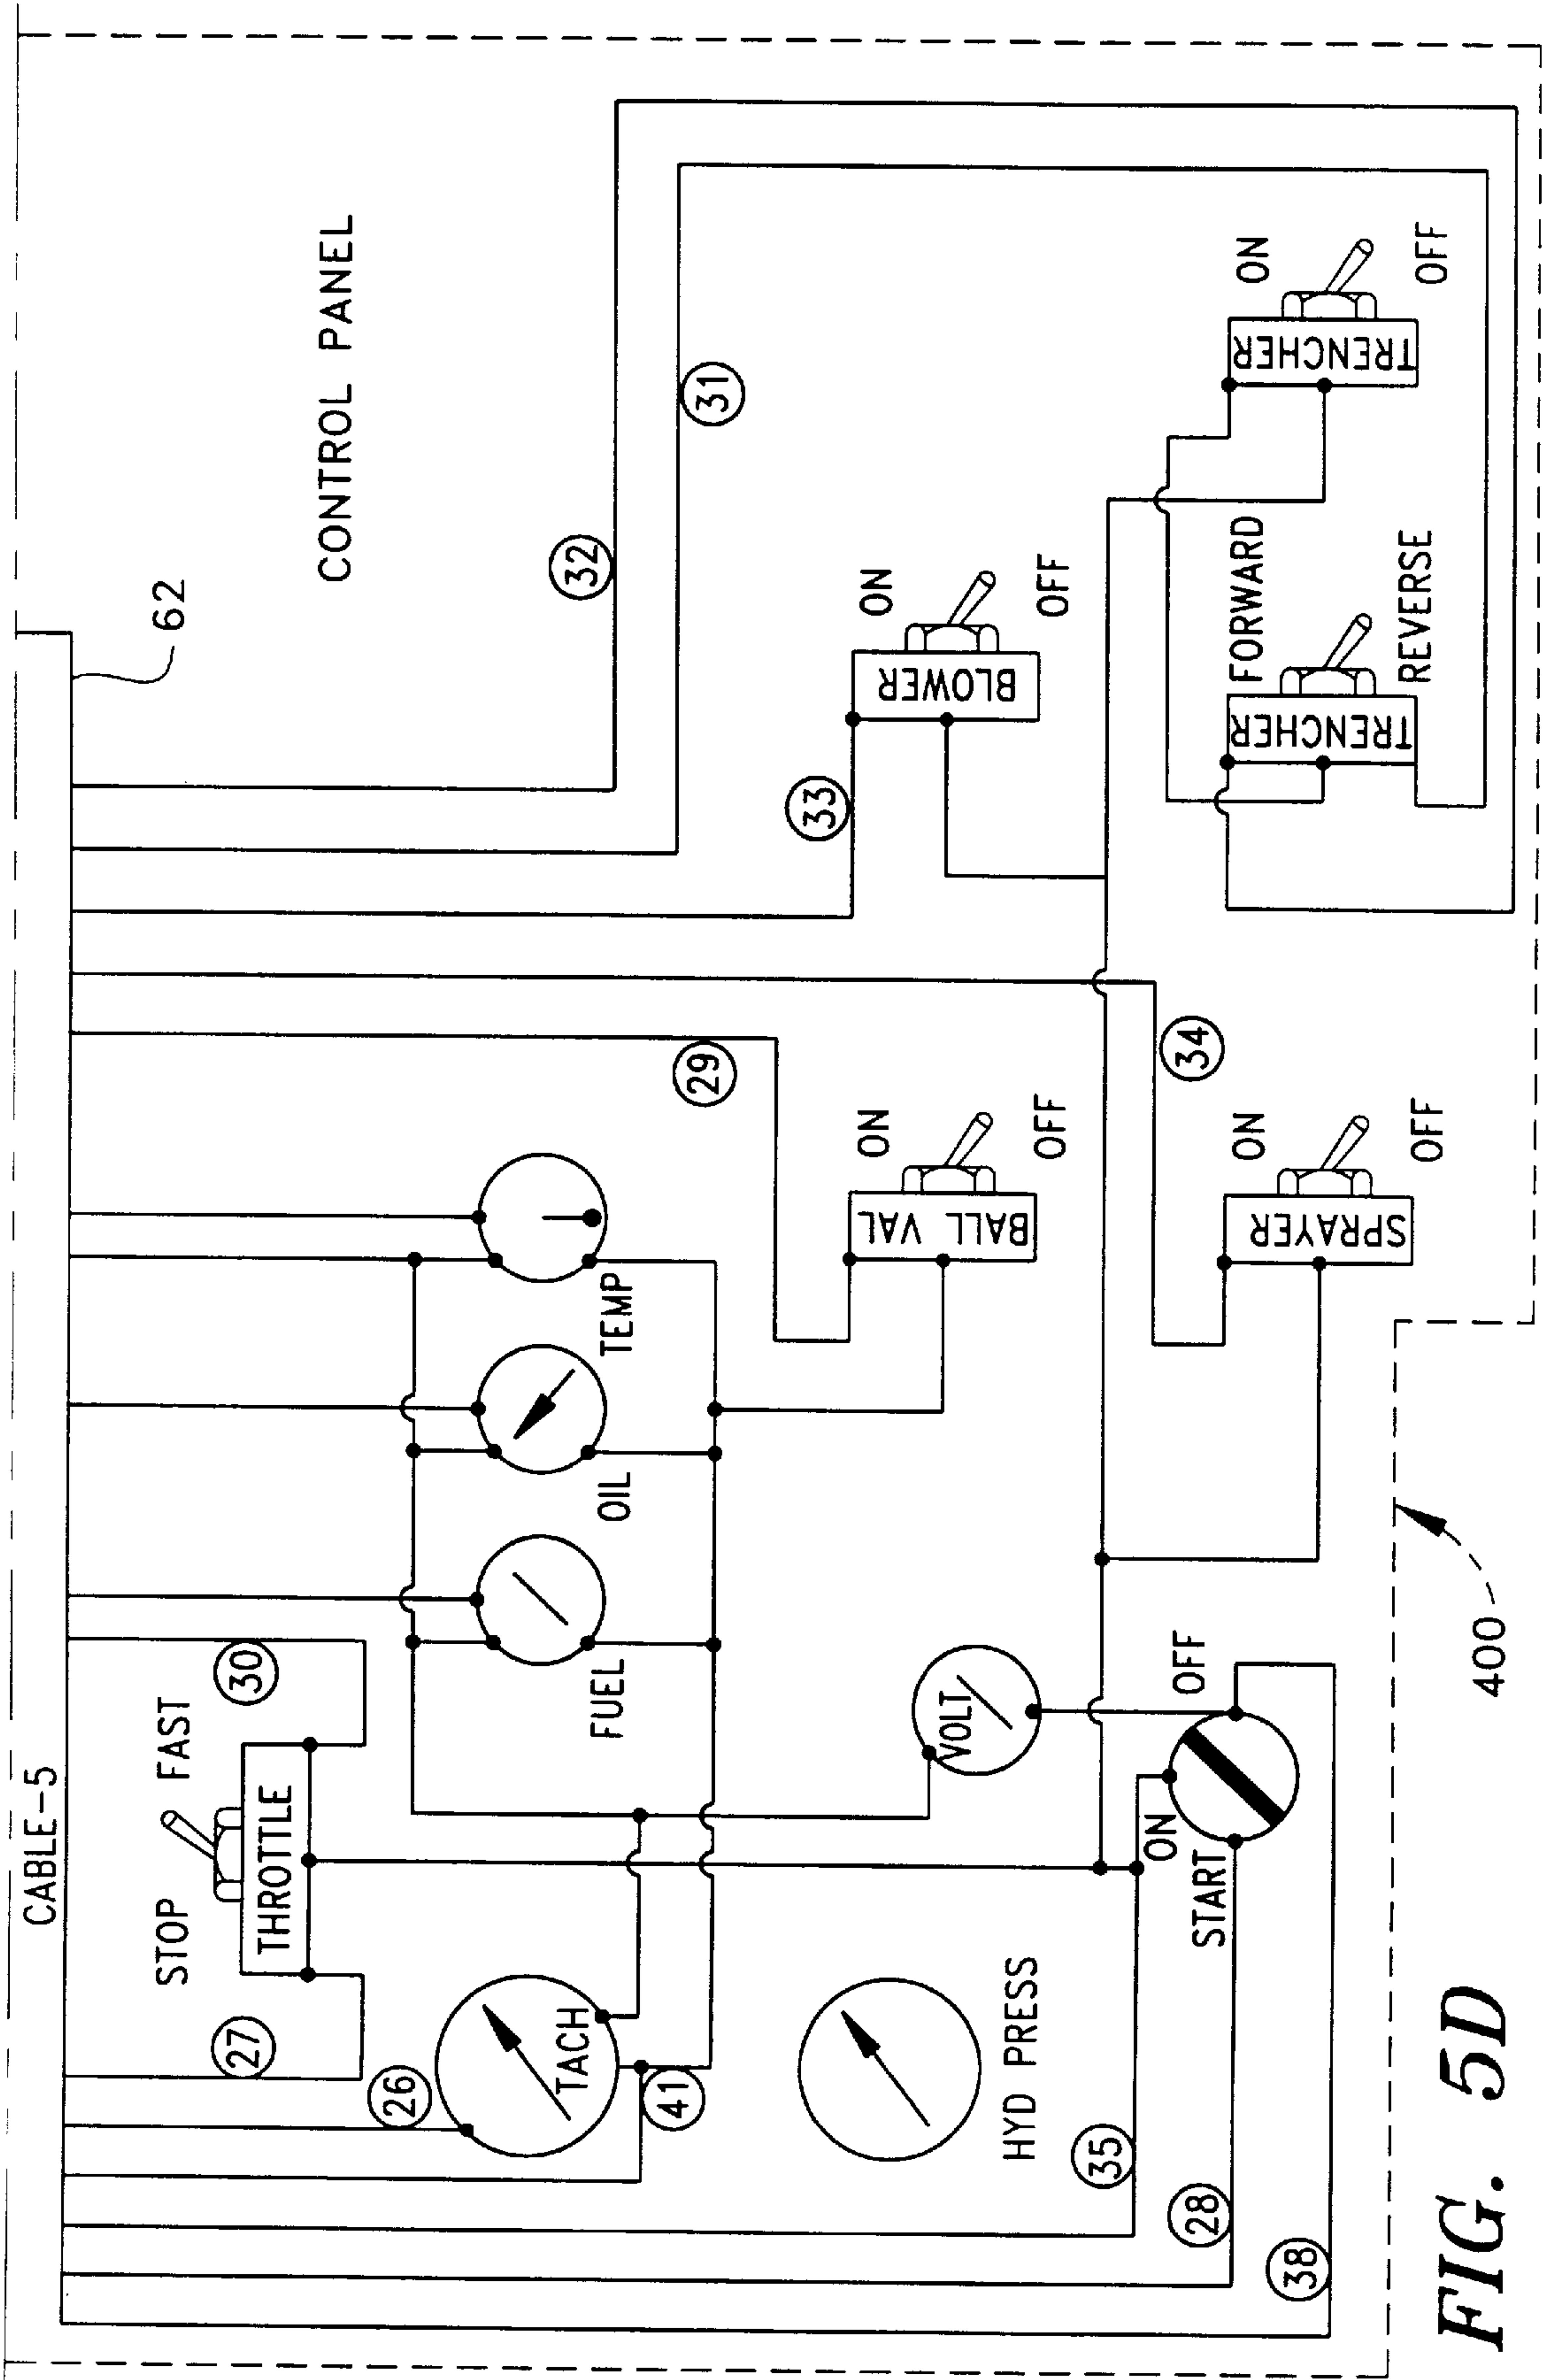 CABLE-5
62
CONTROL PANEL
STOP
FAST
THROTTLE
27
30
26
TACH
41
FUEL
OIL
TEMP
29
32
31
33
BLOWER
ON
OFF
BALL VAL
ON
OFF
HYD PRESS
VOLT
35
28
38
START
ON
OFF
34
SPRAYER
ON
OFF
TRENCHER
FORWARD
REVERSE
TRENCHER
ON
OFF
400
FIG. 5D